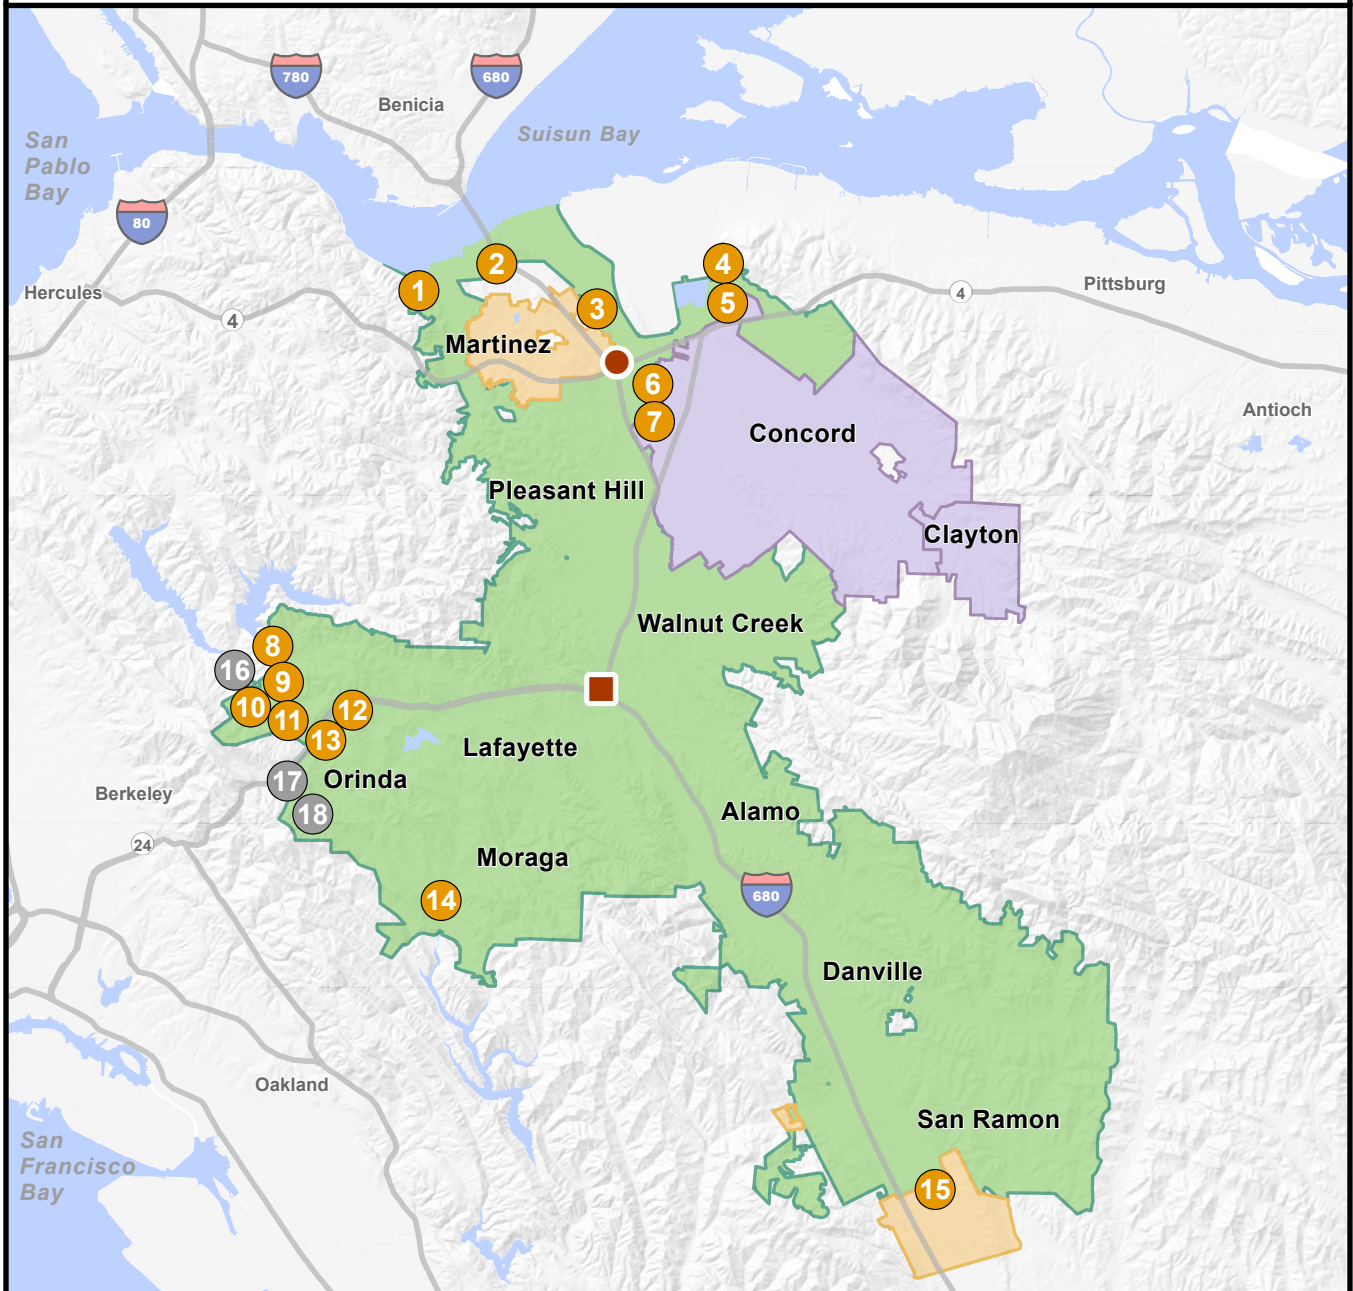 780
680
Benicia
San
Pablo
Bay
Suisun Bay
80
Hercules
4
1
2
3
4
5
4
Pittsburg
Martinez
6
7
Concord
Antioch
Pleasant Hill
Clayton
Walnut Creek
8
16
9
10
11
12
13
Lafayette
17
Orinda
18
Berkeley
24
Alamo
Moraga
680
14
Danville
Oakland
San Ramon
San
Francisco
Bay
15